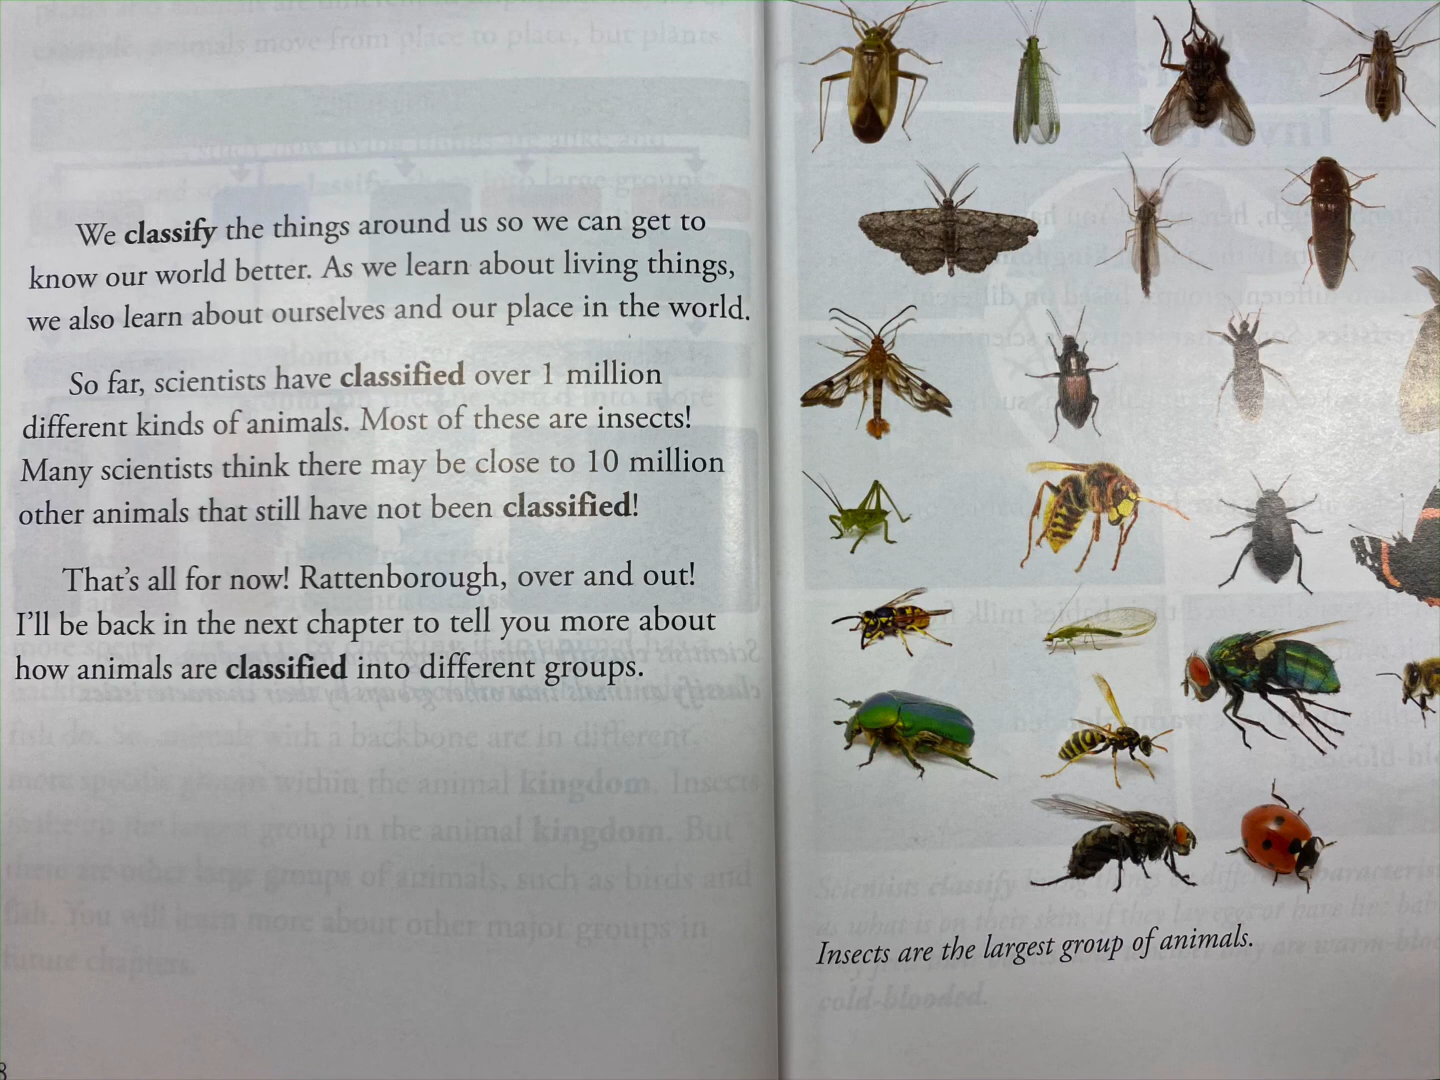 We classify the things around us so we can get to
know our world better. As we learn about living things,
we also learn about ourselves and our place in the world.
So far, scientists have classified over 1 million
different kinds of animals. Most of these are insects!
Many scientists think there may be close to 10 million
other animals that still have not been classified!
That's all for now! Rattenborough, over and out!
I'll be back in the next chapter to tell you more about
how animals are classified into different groups.
8
Insects are the largest group of animals.